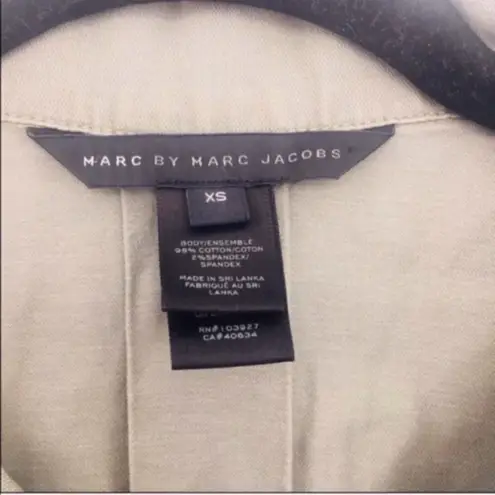 MARC BY MARC JACOBS
XS
BODY/ENSEMBLE
98% COTTON/COTON
2% SPANDEX/
SPANDEX
MADE IN SRI LANKA
FABRIQUÉ AU SRI
LANKA
RN# 103927
CA# 40634